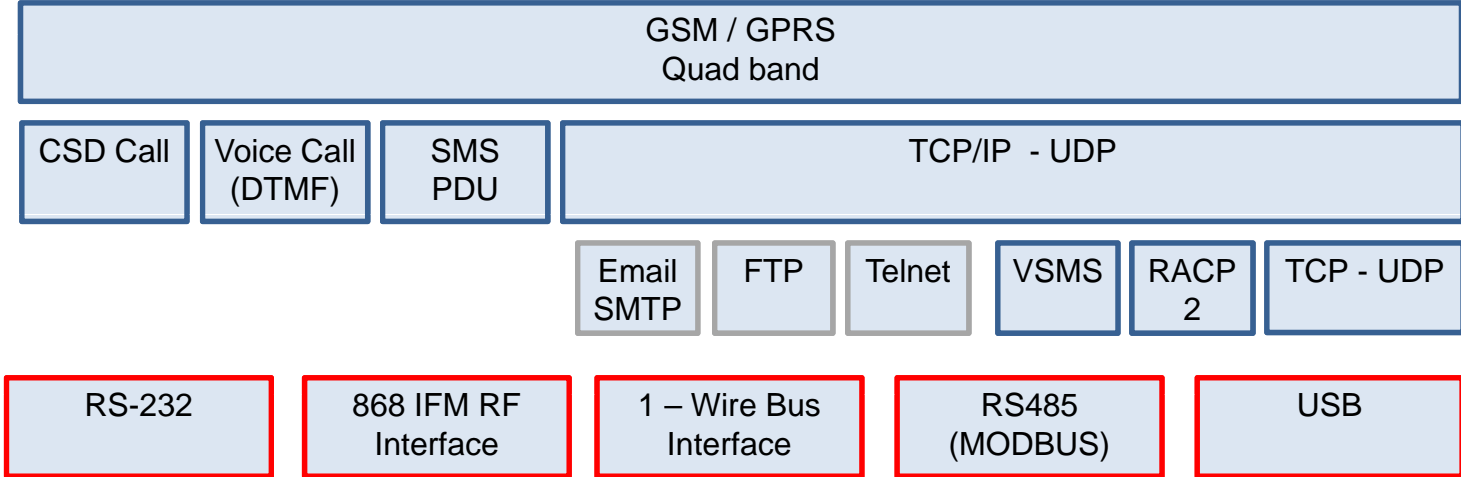 GSM / GPRS
Quad band
CSD Call
Voice Call
(DTMF)
SMS
PDU
TCP/IP - UDP
Email
SMTP
FTP
Telnet
VSMS
RACP
2
TCP - UDP
RS-232
868 IFM RF
Interface
1 – Wire Bus
Interface
RS485
(MODBUS)
USB